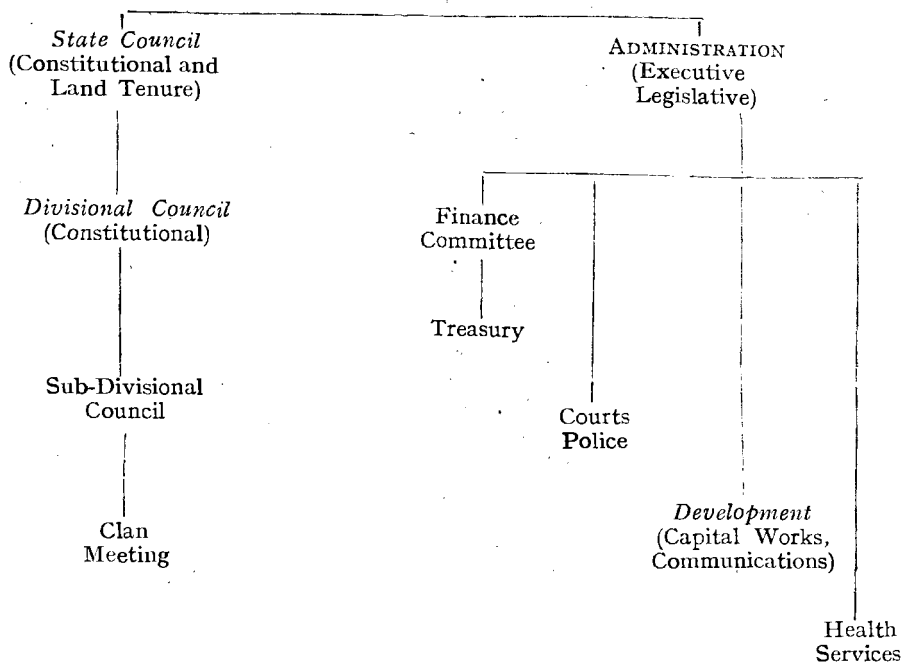 State Council
(Constitutional and
Land Tenure)
ADMINISTRATION
(Executive
Legislative)
Divisional Council
(Constitutional)
Finance
Committee
Treasury
Sub-Divisional
Council
Courts
Police
Clan
Meeting
Development
(Capital Works,
Communications)
Health
Services